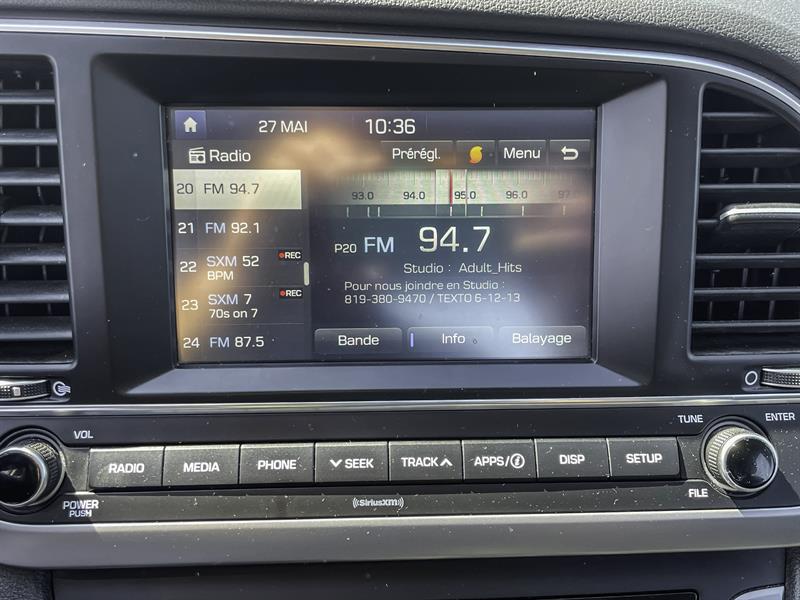 27 MAI 10:36
Radio Prérégl. Menu
20 FM 94.7
21 FM 92.1
22 SXM 52 REC
BPM
23 SXM 7 REC
70s on 7
24 FM 87.5
93.0 94.0 95.0 96.0 97.0
P20 FM 94.7
Studio : Adult_Hits
Pour nous joindre en Studio :
819-380-9470 / TEXTO 6-12-13
Bande Info Balayage
VOL TUNE ENTER
RADIO MEDIA PHONE SEEK TRACK APPS/i DISP SETUP
POWER
PUSH
((SiriusXM)) FILE